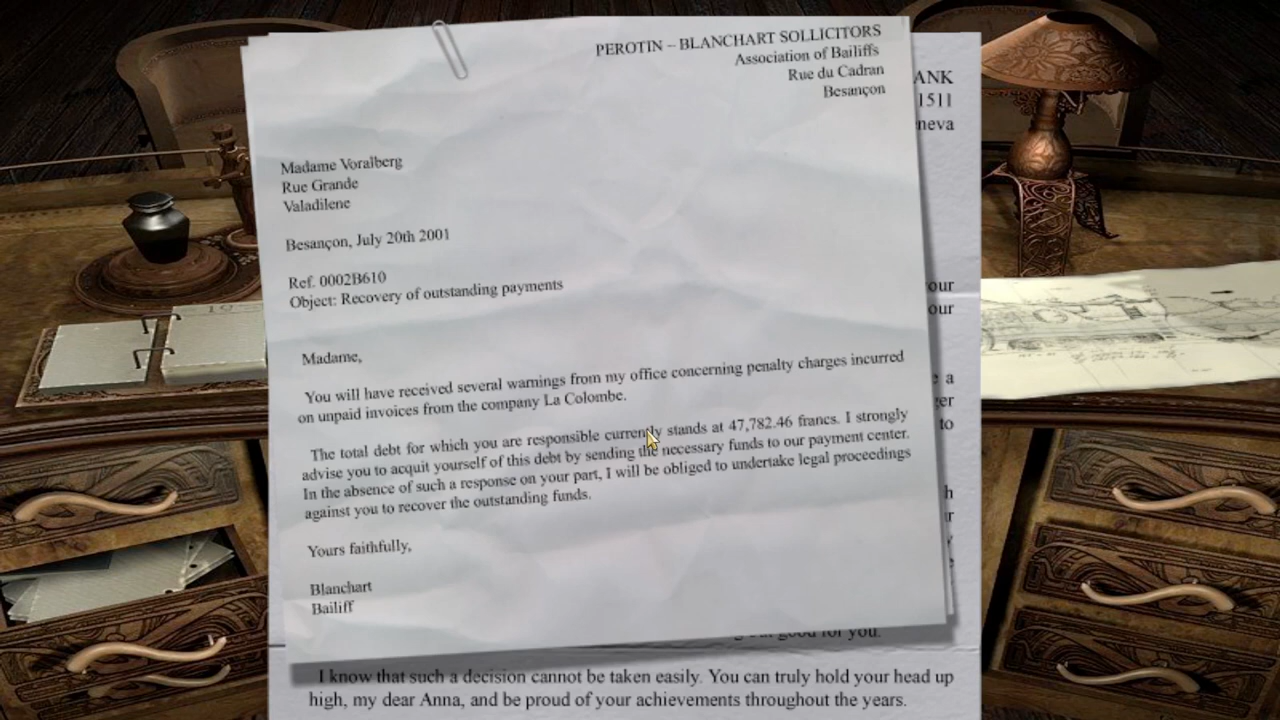 PEROTIN – BLANCHART SOLLICITORS
Association of Bailiffs
Rue du Cadran
Besançon
ANK
1511
neva
Madame Voralberg
Rue Grande
Valadilene
Besançon, July 20th 2001
Ref. 0002B610
Object: Recovery of outstanding payments
our
our
Madame,
You will have received several warnings from my office concerning penalty charges incurred
on unpaid invoices from the company La Colombe.
The total debt for which you are responsible currently stands at 47,782.46 francs. I strongly
advise you to acquit yourself of this debt by sending the necessary funds to our payment center.
In the absence of such a response on your part, I will be obliged to undertake legal proceedings
against you to recover the outstanding funds.
a
to
Yours faithfully,
Blanchart
Bailiff
good for you.
I know that such a decision cannot be taken easily. You can truly hold your head up
high, my dear Anna, and be proud of your achievements throughout the years.